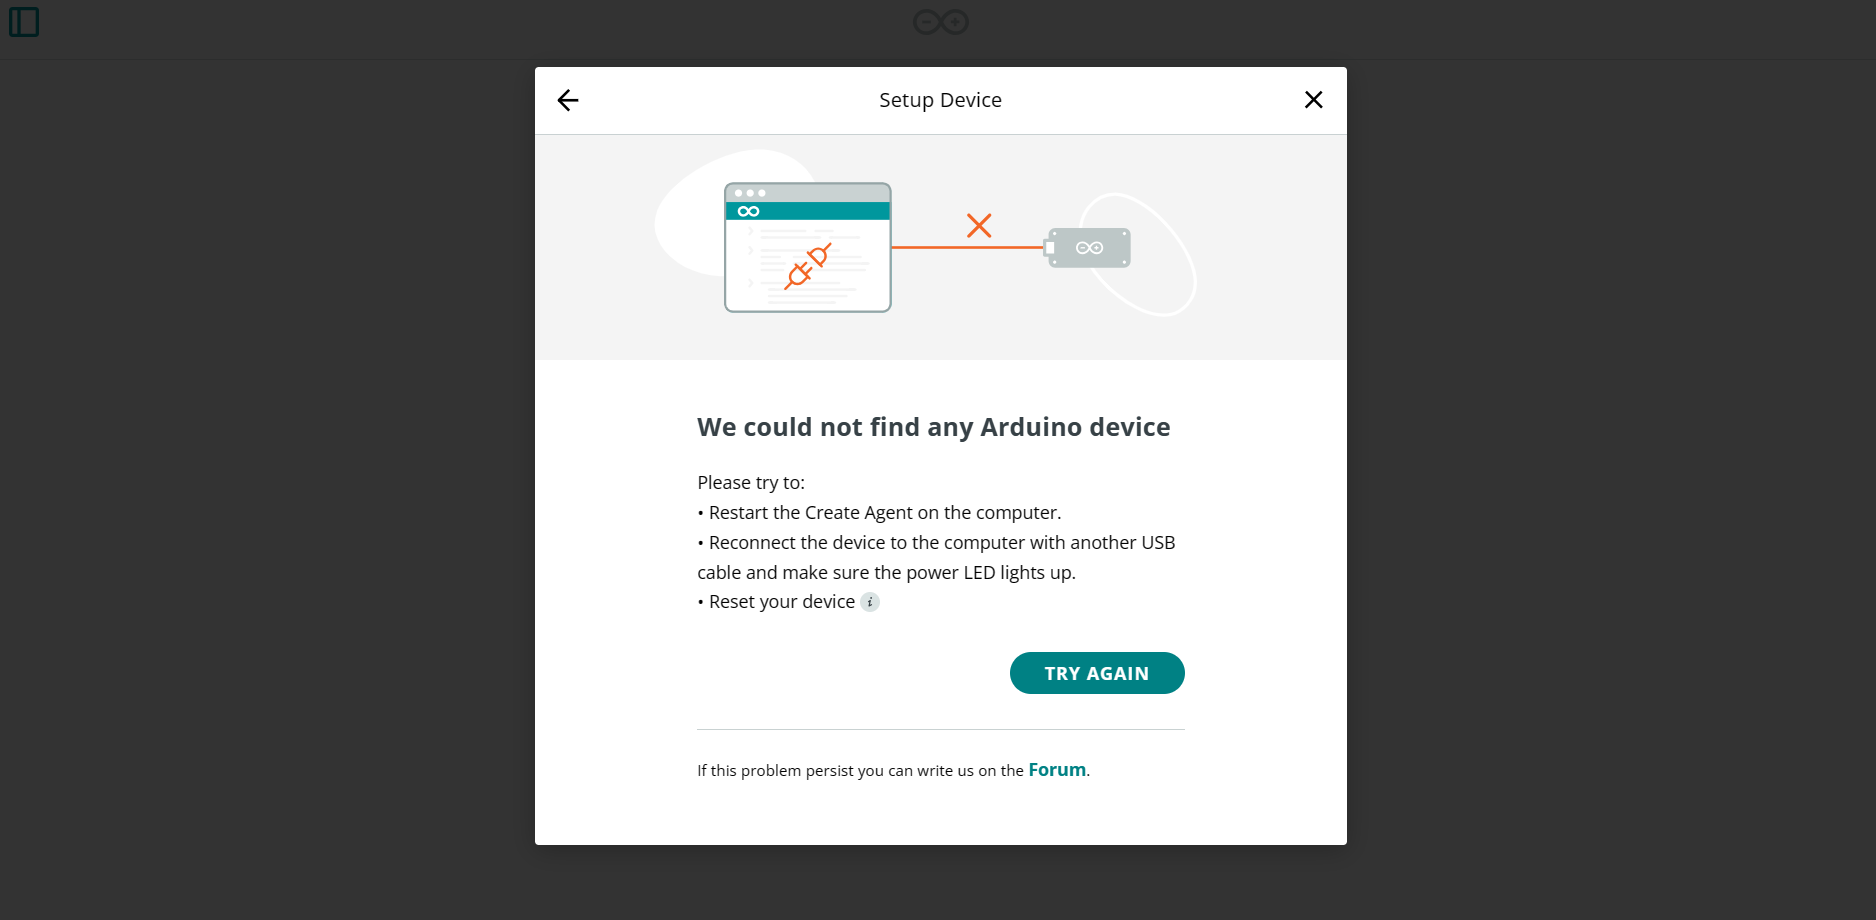 Setup Device
We could not find any Arduino device
Please try to:
• Restart the Create Agent on the computer.
• Reconnect the device to the computer with another USB
cable and make sure the power LED lights up.
• Reset your device i
TRY AGAIN
If this problem persist you can write us on the Forum.